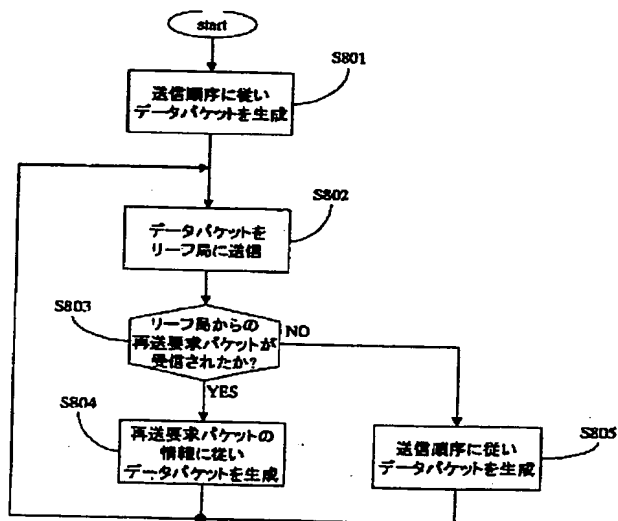 start
S801
送信順序に従い
データパケットを生成
S802
データパケットを
リーフ局に送信
S803
リーフ局からの
再送要求パケットが
受信されたか?
NO
YES
S804
再送要求パケットの
情報に従い
データパケットを生成
S805
送信順序に従い
データパケットを生成